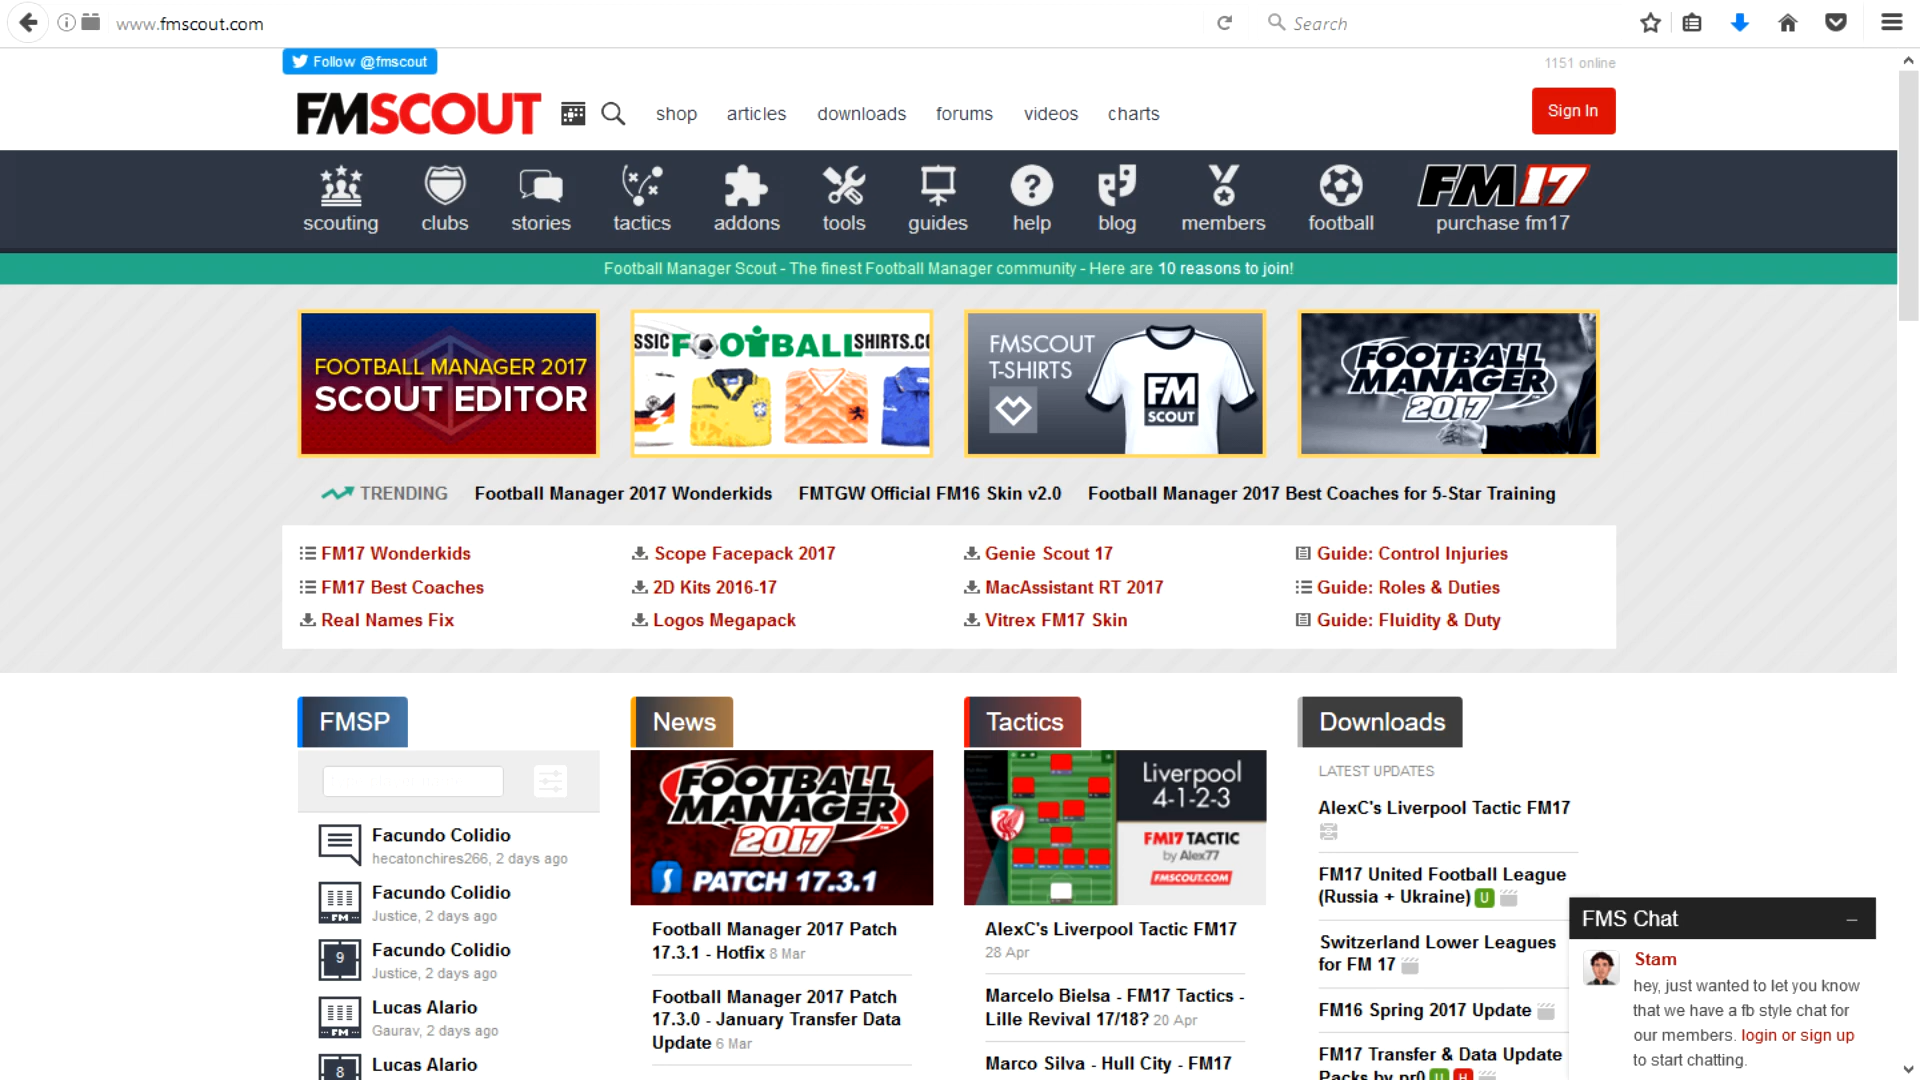 www.fmscout.com
Search
Follow @fmscout
1151 online
FMSCOUT
shop articles downloads forums videos charts
Sign In
scouting clubs stories tactics addons tools guides help blog members football purchase fm17
FM17
Football Manager Scout - The finest Football Manager community - Here are 10 reasons to join!
FOOTBALL MANAGER 2017
SCOUT EDITOR
SSIC FOOTBALL SHIRTS.CO
FMSCOUT
T-SHIRTS
FM
SCOUT
FOOTBALL
MANAGER
2017
TRENDING Football Manager 2017 Wonderkids FMTGW Official FM16 Skin v2.0 Football Manager 2017 Best Coaches for 5-Star Training
FM17 Wonderkids
FM17 Best Coaches
Real Names Fix
Scope Facepack 2017
2D Kits 2016-17
Logos Megapack
Genie Scout 17
MacAssistant RT 2017
Vitrex FM17 Skin
Guide: Control Injuries
Guide: Roles & Duties
Guide: Fluidity & Duty
FMSP
Facundo Colidio
hecatonchires266, 2 days ago
FM
Facundo Colidio
Justice, 2 days ago
9
Facundo Colidio
Justice, 2 days ago
FM
Lucas Alario
Gaurav, 2 days ago
8
Lucas Alario
News
FOOTBALL
MANAGER
2017
PATCH 17.3.1
Football Manager 2017 Patch
17.3.1 - Hotfix 8 Mar
Football Manager 2017 Patch
17.3.0 - January Transfer Data
Update 6 Mar
Tactics
Liverpool
4-1-2-3
FM17 TACTIC
by Alex77
FMSCOUT.COM
AlexC's Liverpool Tactic FM17
28 Apr
Marcelo Bielsa - FM17 Tactics -
Lille Revival 17/18? 20 Apr
Marco Silva - Hull City - FM17
Downloads
LATEST UPDATES
AlexC's Liverpool Tactic FM17
FM17 United Football League
(Russia + Ukraine) U
Switzerland Lower Leagues
for FM 17
FM16 Spring 2017 Update
FM17 Transfer & Data Update
Packs by pr0 U H
FMS Chat
Stam
hey, just wanted to let you know
that we have a fb style chat for
our members. login or sign up
to start chatting.